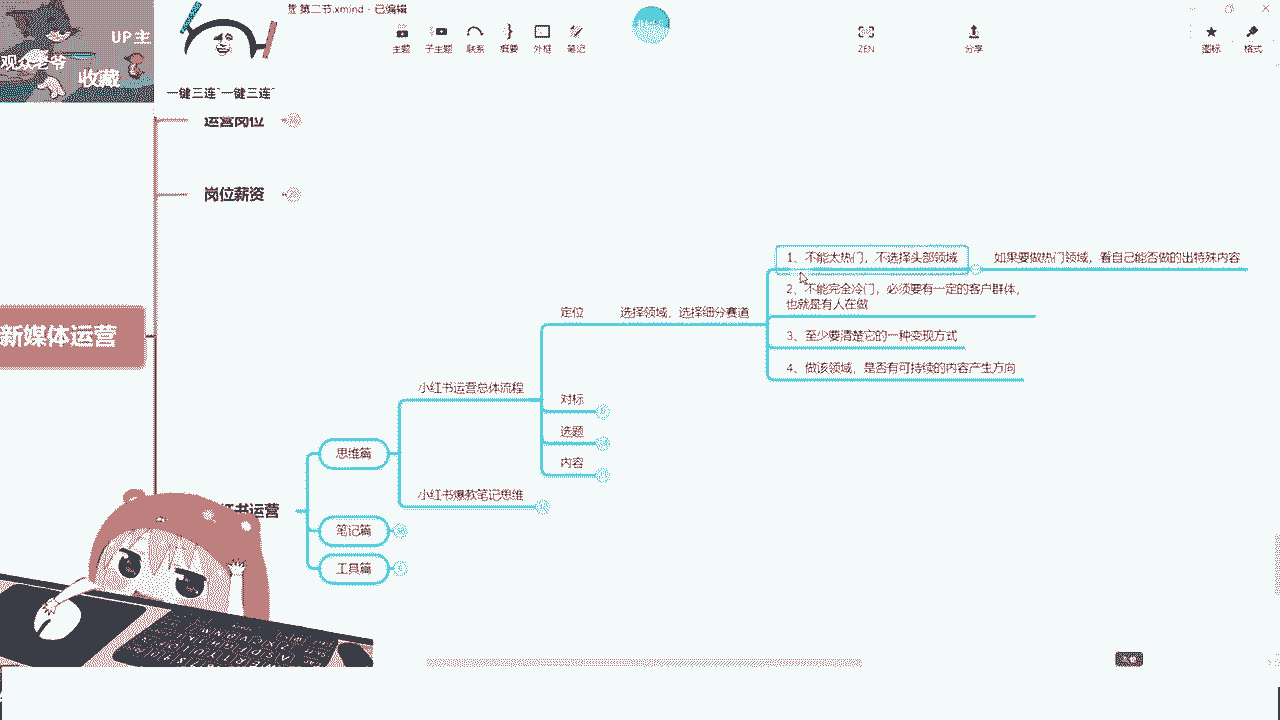 第二节.xmind - 已编辑
UP主
观众老爷
收藏
主题
子主题
联系
概要
外框
笔记
ZEN
分享
图标
格式
一键三连~一键三连~
运营岗位
岗位薪资
新媒体运营
书运营
思维篇
笔记篇
工具篇
小红书运营总体流程
小红书爆款笔记思维
定位
对标
选题
内容
选择领域，选择细分赛道
1、不能太热门，不选择头部领域
如果要做热门领域，看自己能否做的出特殊内容
2、不能完全冷门，必须要有一定的客户群体，
也就是有人在做
3、至少要清楚它的一种变现方式
4、做该领域，是否有可持续的内容产生方向